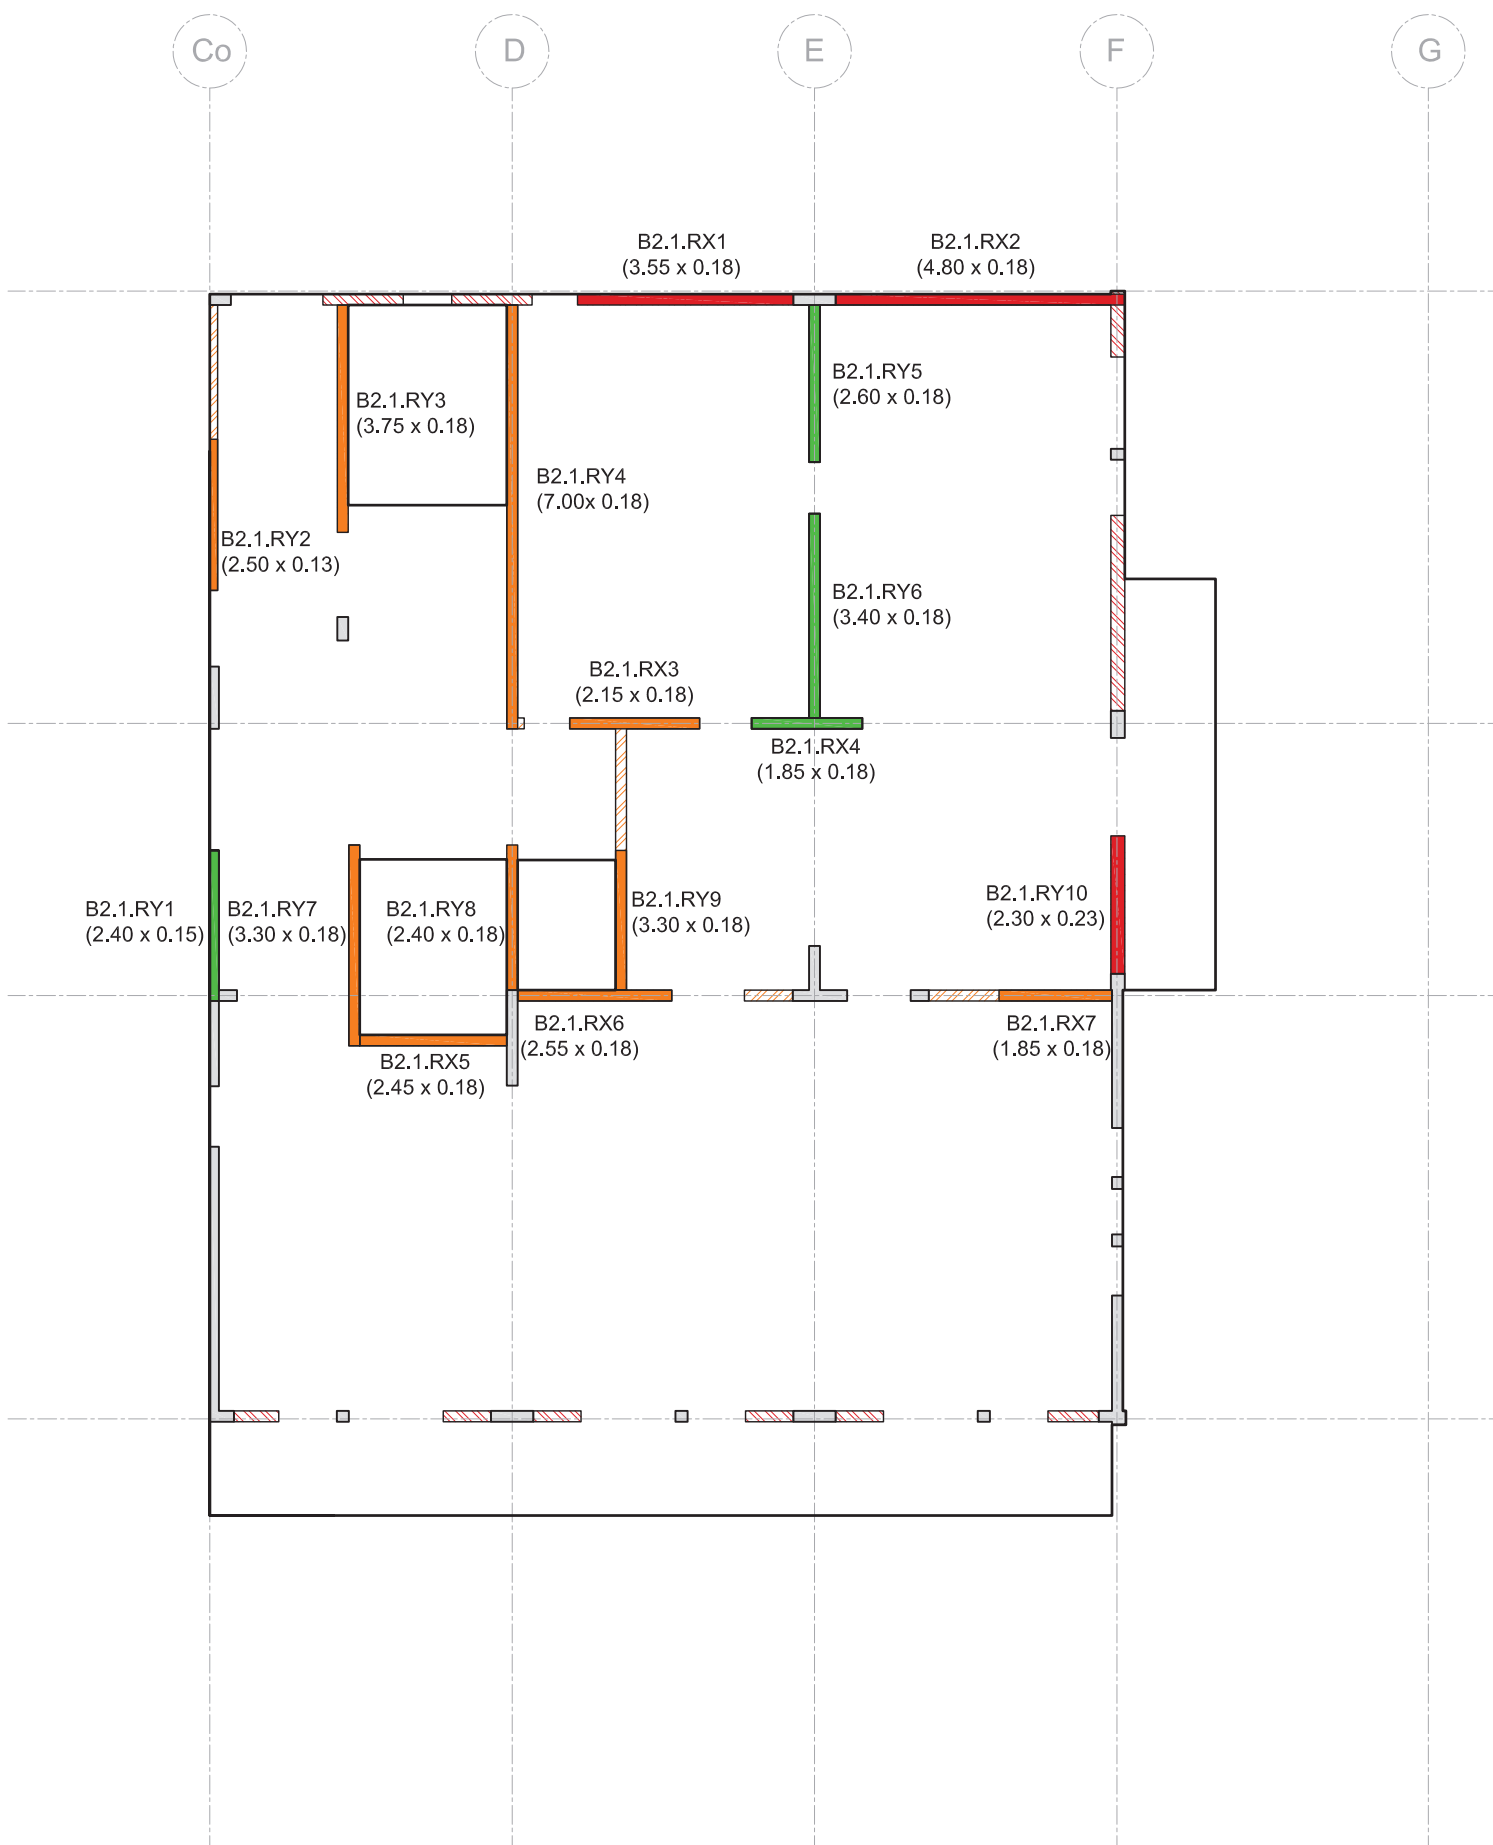 Co
D
E
F
G
B2.1.RX1
(3.55 x 0.18)
B2.1.RX2
(4.80 x 0.18)
B2.1.RY5
(2.60 x 0.18)
B2.1.RY3
(3.75 x 0.18)
B2.1.RY4
(7.00x 0.18)
B2.1.RY2
(2.50 x 0.13)
B2.1.RY6
(3.40 x 0.18)
B2.1.RX3
(2.15 x 0.18)
B2.1.RX4
(1.85 x 0.18)
B2.1.RY1
(2.40 x 0.15)
B2.1.RY7
(3.30 x 0.18)
B2.1.RY8
(2.40 x 0.18)
B2.1.RY9
(3.30 x 0.18)
B2.1.RY10
(2.30 x 0.23)
B2.1.RX6
(2.55 x 0.18)
B2.1.RX7
(1.85 x 0.18)
B2.1.RX5
(2.45 x 0.18)